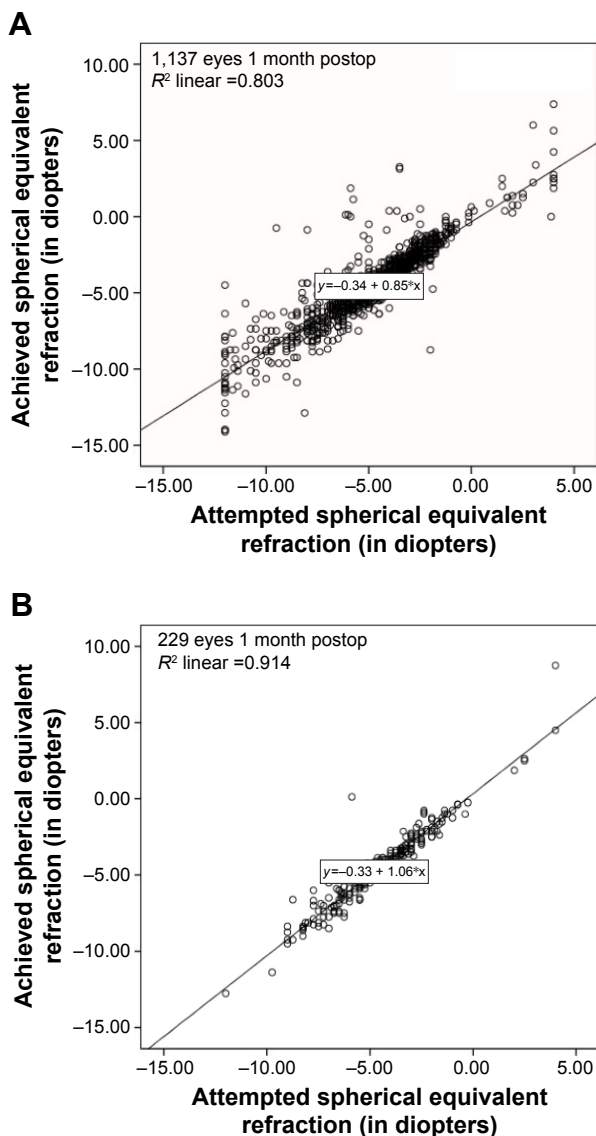 A
1,137 eyes 1 month postop
R² linear =0.803
10.00
5.00
0.00
–5.00
–10.00
–15.00
y=–0.34 + 0.85*x
Achieved spherical equivalent
refraction (in diopters)
–15.00 –10.00 –5.00 0.00 5.00
Attempted spherical equivalent
refraction (in diopters)
B
229 eyes 1 month postop
R² linear =0.914
10.00
5.00
0.00
–5.00
–10.00
–15.00
y=–0.33 + 1.06*x
Achieved spherical equivalent
refraction (in diopters)
–15.00 –10.00 –5.00 0.00 5.00
Attempted spherical equivalent
refraction (in diopters)